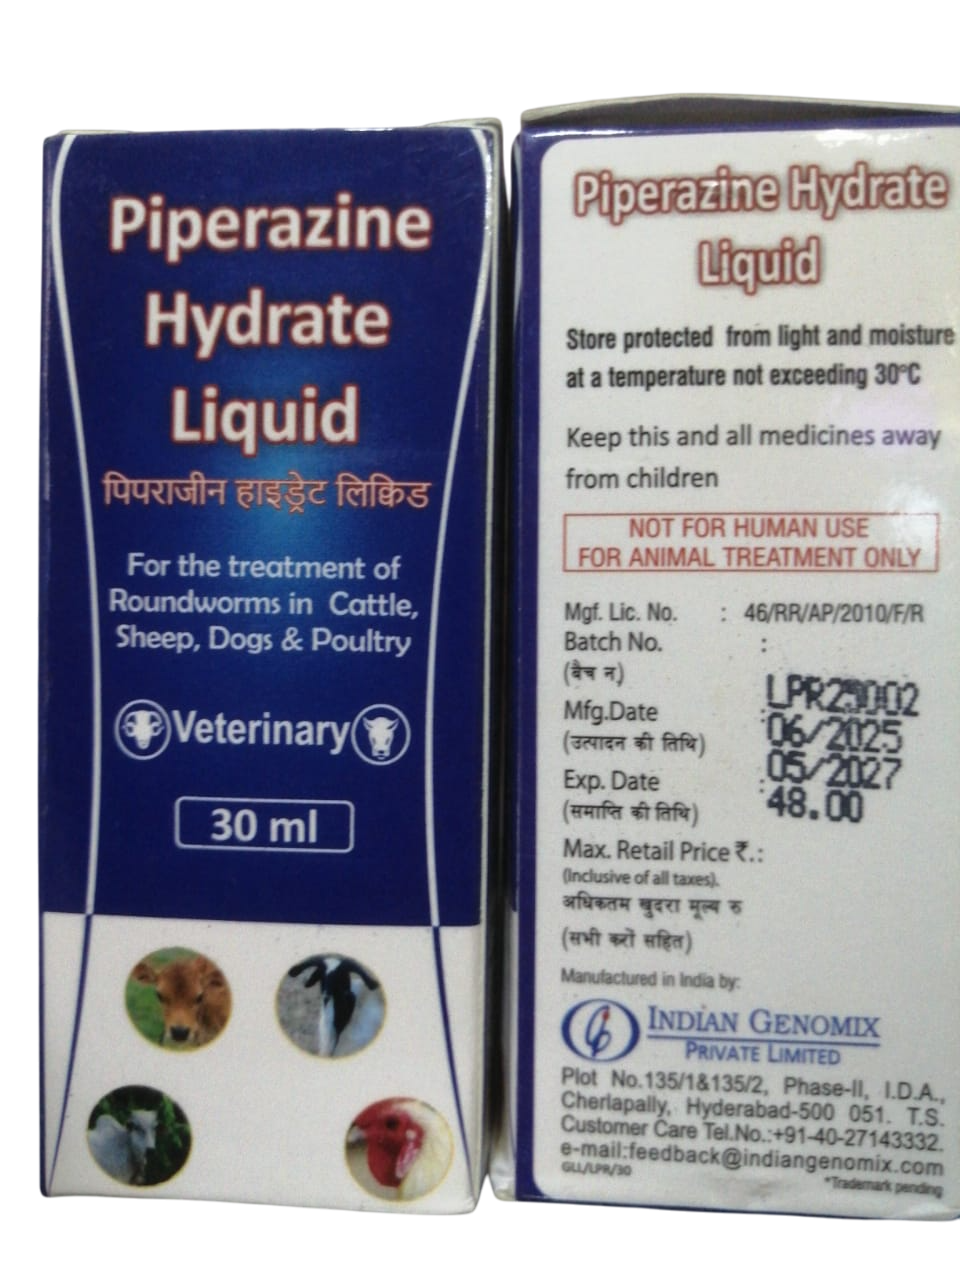 Piperazine
Hydrate
Liquid
पिपराजीन हाइड्रेट लिक्विड
For the treatment of
Roundworms in Cattle,
Sheep, Dogs & Poultry
Veterinary
30 ml
Piperazine Hydrate
Liquid
Store protected from light and moisture
at a temperature not exceeding 30°C
Keep this and all medicines away
from children
NOT FOR HUMAN USE
FOR ANIMAL TREATMENT ONLY
Mgf. Lic. No. : 46/RR/AP/2010/F/R
Batch No. :
(बैच न)
LPR25002
Mfg.Date : 06/2025
(उत्पादन की तिथि)
Exp. Date : 05/2027
(समाप्ति की तिथि) : 48.00
Max. Retail Price ₹.:
(Inclusive of all taxes).
अधिकतम खुदरा मूल्य रु
(सभी करों सहित)
Manufactured in India by:
INDIAN GENOMIX
PRIVATE LIMITED
Plot No.135/1&135/2, Phase-II, I.D.A.,
Cherlapally, Hyderabad-500 051. T.S.
Customer Care Tel.No.:+91-40-27143332.
e-mail:feedback@indiangenomix.com
GLL/LPR/30
*Trademark pending